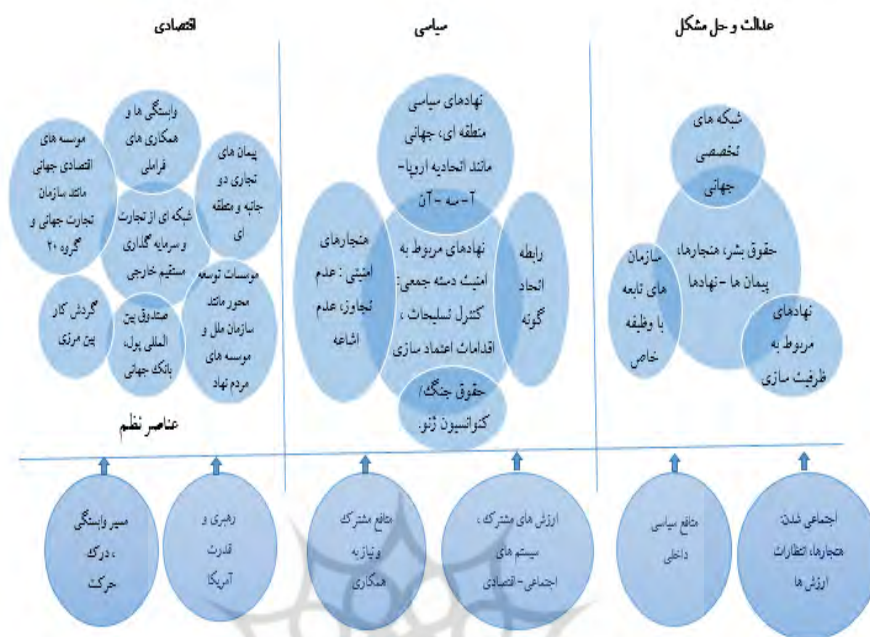 عدالت و حل مشکل
سیاسی
اقتصادی
شبکه های
تخصصی
جهانی
حقوق بشر، هنجارها،
پیمان ها -نهادها
سازمان
های تابعه
با وظیفه
خاص
نهادهای
مربوط به
ظرفیت سازی
نهادهای سیاسی
منطقه ای، جهانی
مانند اتحادیه اروپا-
آ- سه -آن
رابطه
اتحاد
گونه
نهادهای مربوط به
امنیت دسته جمعی:
کنترل تسلیحات ،
اقدامات اعتماد سازی
هنجارهای
امنیتی : عدم
تجاوز، عدم
اشاعه
حقوق جنگ/
کنوانسیون ژنو.
وابستگی ها و
همکاری های
فراملی
پیمان های
تجاری دو
جانبه و منطقه
ای
موسسه های
اقتصادی جهانی
مانند سازمان
تجارت جهانی و
گروه ۲۰
شبکه ای از تجارت
و سرمایه گذاری
مستقیم خارجی
موسسات توسعه
محور مانند
سازمان ملل و
موسسه های
مردم نهاد
صندوق بین
المللی پول،
بانک جهانی
گردش کار
بین مرزی
عناصر نظم
اجتماعی شدن:
هنجارها، انتظارات
ارزش ها
منافع سیاسی
داخلی
ارزش های مشترک ،
سیستم های
اجتماعی-اقتصادی
منافع مشترک
و نیاز به
همکاری
رهبری و
قدرت
آمریکا
مسیر وابستگی
، درک
حرکت